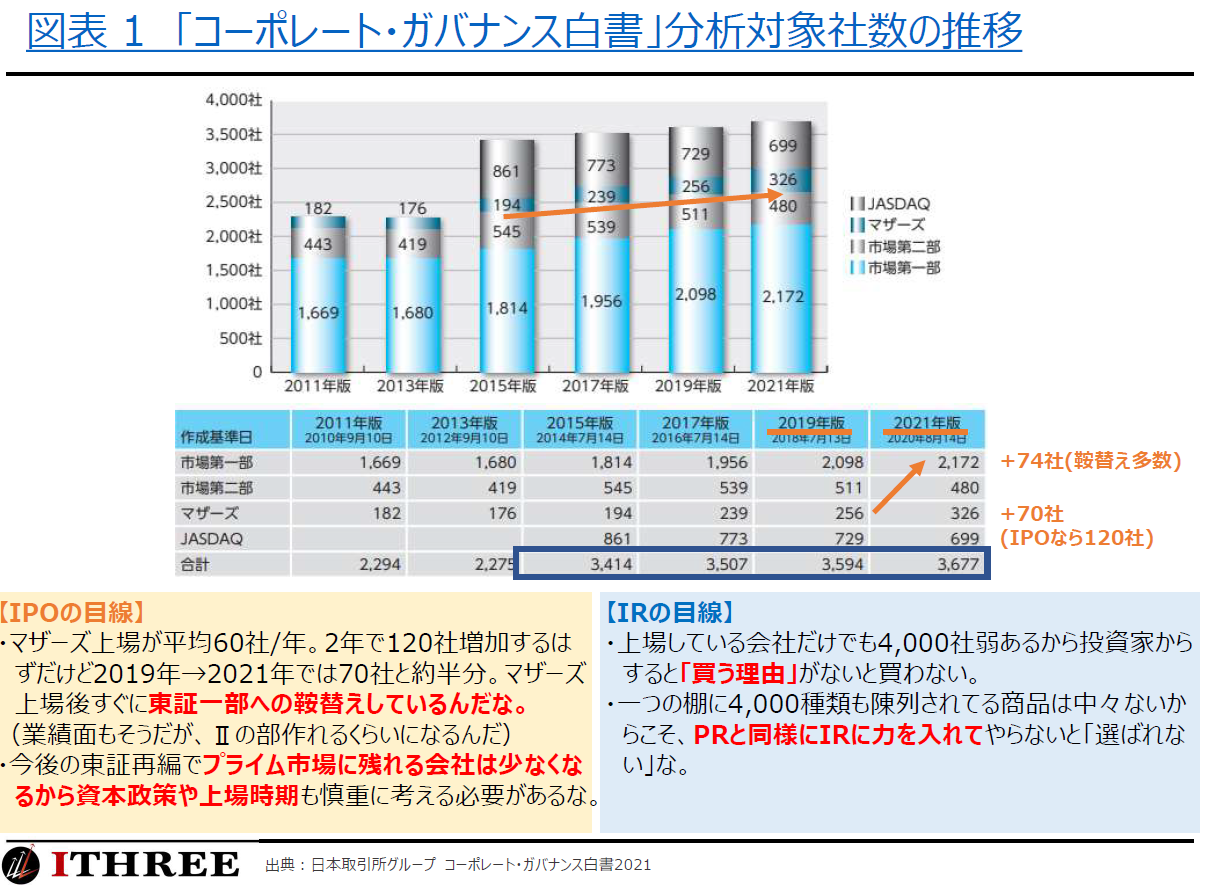 図表 1 「コーポレート・ガバナンス白書」分析対象社数の推移
4,000社
3,500社
3,000社
2,500社
2,000社
1,500社
1,000社
500社
0
182
443
1,669
176
419
1,680
861
194
545
1,814
773
239
539
1,956
729
256
511
2,098
699
326
480
2,172
2011年版 2013年版 2015年版 2017年版 2019年版 2021年版
JASDAQ
マザーズ
市場第二部
市場第一部
2011年版 2013年版 2015年版 2017年版 2019年版 2021年版
作成基準日 2010年9月10日 2012年9月10日 2014年7月14日 2016年7月14日 2018年7月13日 2020年8月14日
市場第一部 1,669 1,680 1,814 1,956 2,098 2,172
市場第二部 443 419 545 539 511 480
マザーズ 182 176 194 239 256 326
JASDAQ 861 773 729 699
合計 2,294 2,275 3,414 3,507 3,594 3,677
+74社(鞍替え多数)
+70社
(IPOなら120社)
【IPOの目線】
・マザーズ上場が平均60社/年。2年で120社増加するは
ずだけど2019年→2021年では70社と約半分。マザーズ
上場後すぐに東証一部への鞍替えしているんだな。
（業績面もそうだが、Ⅱの部作れるくらいになるんだ）
・今後の東証再編でプライム市場に残れる会社は少なくな
るから資本政策や上場時期も慎重に考える必要があるな。
【IRの目線】
・上場している会社だけでも4,000社弱あるから投資家から
すると「買う理由」がないと買わない。
・一つの棚に4,000種類も陳列されてる商品は中々ないか
らこそ、PRと同様にIRに力を入れてやらないと「選ばれな
い」な。
ITHREE
出典：日本取引所グループ コーポレート・ガバナンス白書2021